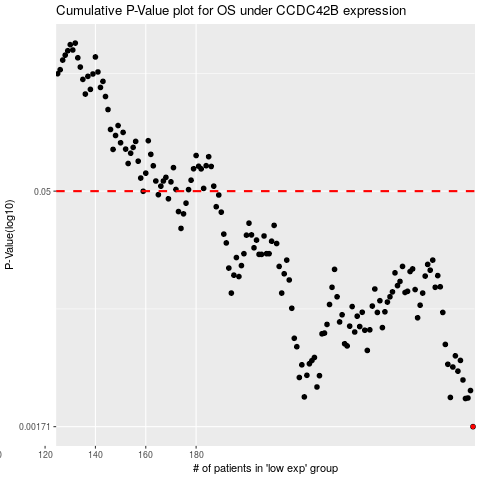 Cumulative P-Value plot for OS under CCDC42B expression
P-Value(log10)
0.05
0.00171
0 120 140 160 180
# of patients in 'low exp' group